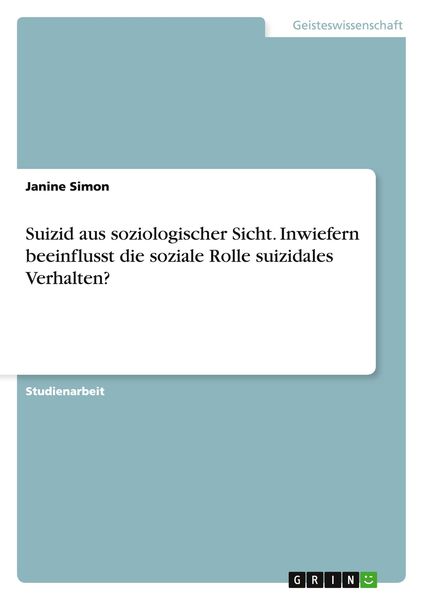 Geisteswissenschaft
Janine Simon
Suizid aus soziologischer Sicht. Inwiefern
beeinflusst die soziale Rolle suizidales
Verhalten?
Studienarbeit
GRIN